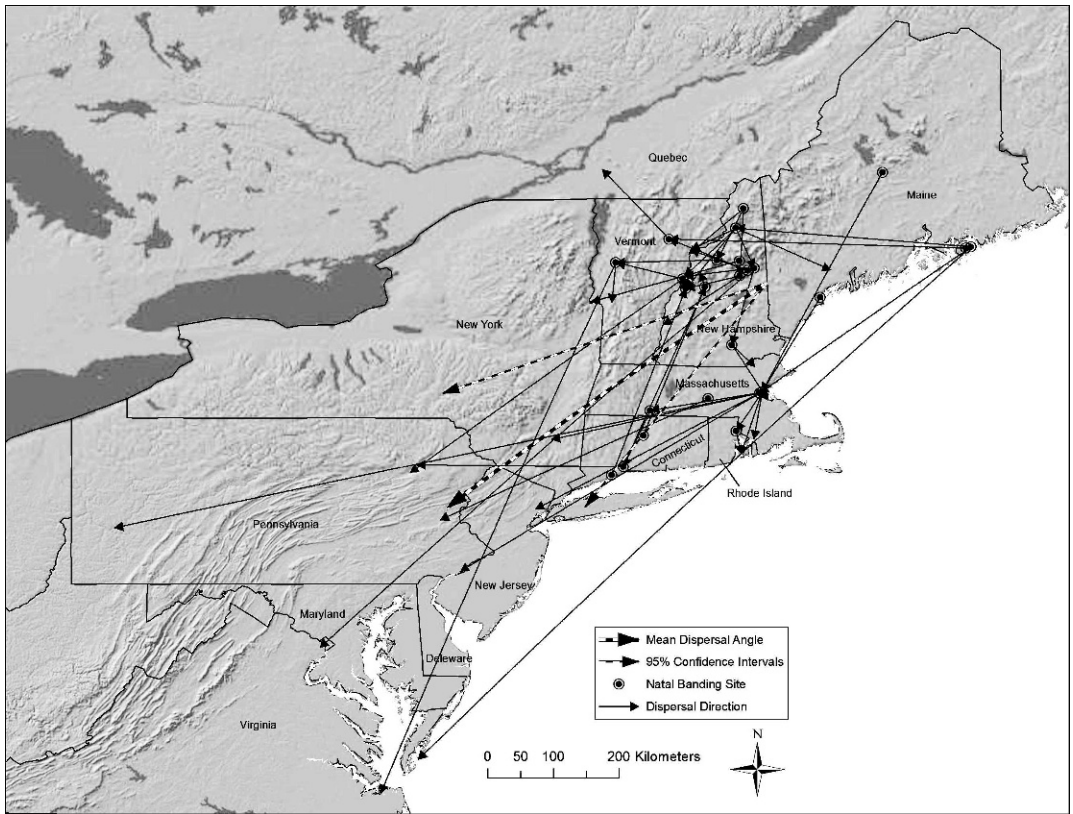 Quebec
Maine
Vermont
New York
New Hampshire
Massachusetts
Connecticut
Rhode Island
Pennsylvania
New Jersey
Maryland
Deleware
Virginia
Mean Dispersal Angle
95% Confidence Intervals
Natal Banding Site
Dispersal Direction
N
0 50 100 200 Kilometers